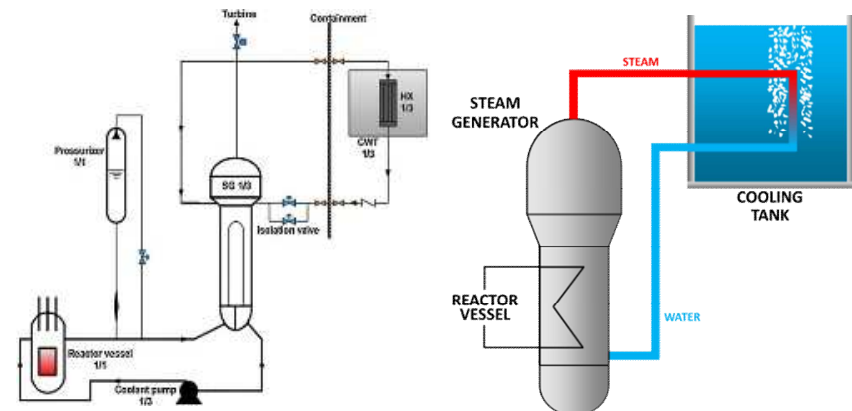 Turbine
Containment
HX
1/3
CWT
1/3
Pressurizer
1/1
SG 1/3
Isolation valve
Reactor vessel
1/1
Coolant pump
1/3
STEAM
STEAM
GENERATOR
COOLING
TANK
REACTOR
VESSEL
WATER